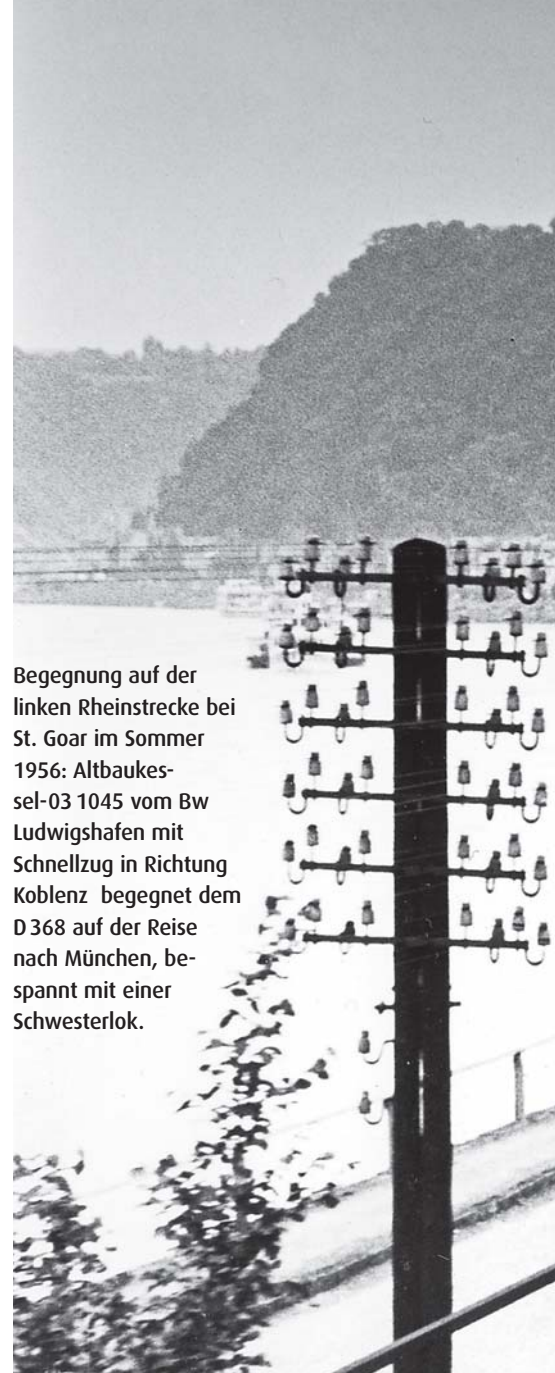 Begegnung auf der
linken Rheinstrecke bei
St. Goar im Sommer
1956: Altbaukes-
sel-03 1045 vom Bw
Ludwigshafen mit
Schnellzug in Richtung
Koblenz begegnet dem
D 368 auf der Reise
nach München, be-
spannt mit einer
Schwesterlok.